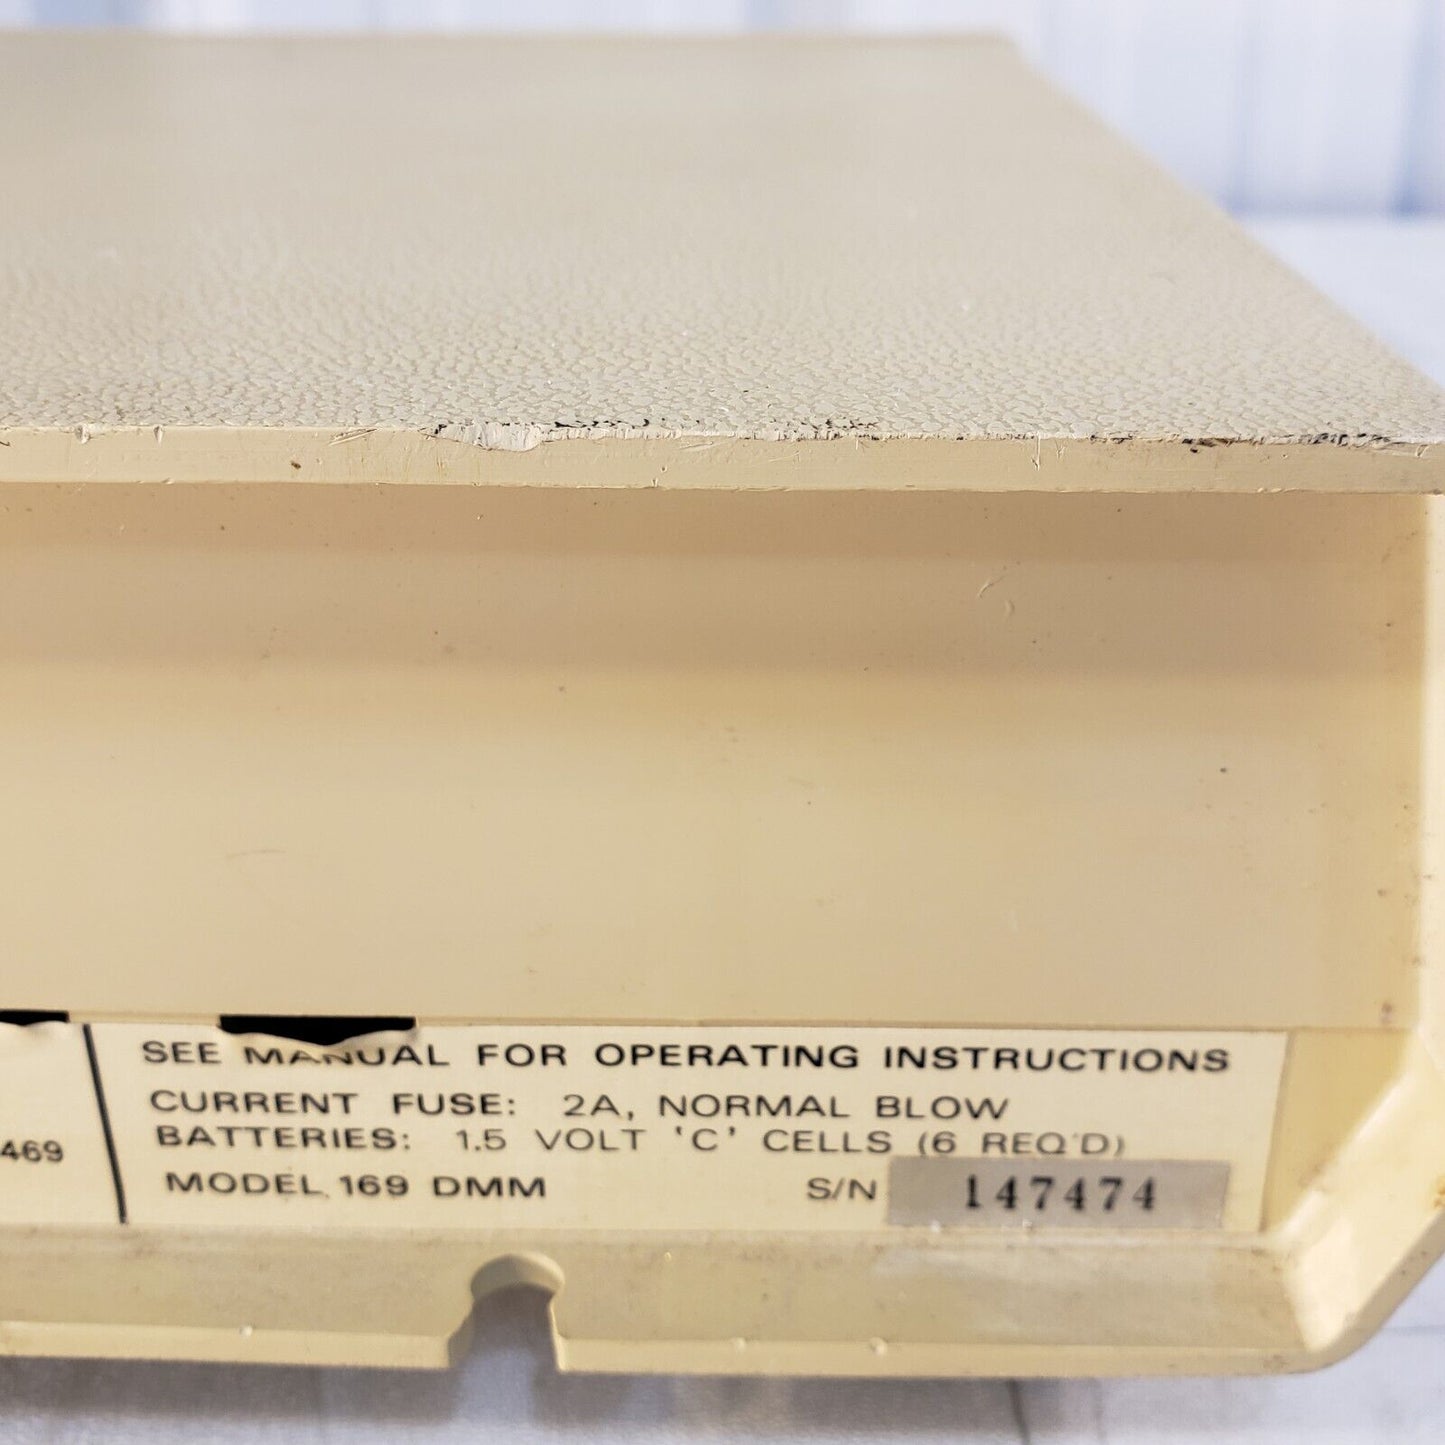 SEE MANUAL FOR OPERATING INSTRUCTIONS
CURRENT FUSE: 2A, NORMAL BLOW
BATTERIES: 1.5 VOLT 'C' CELLS (6 REQ'D)
469
MODEL 169 DMM S/N 147474